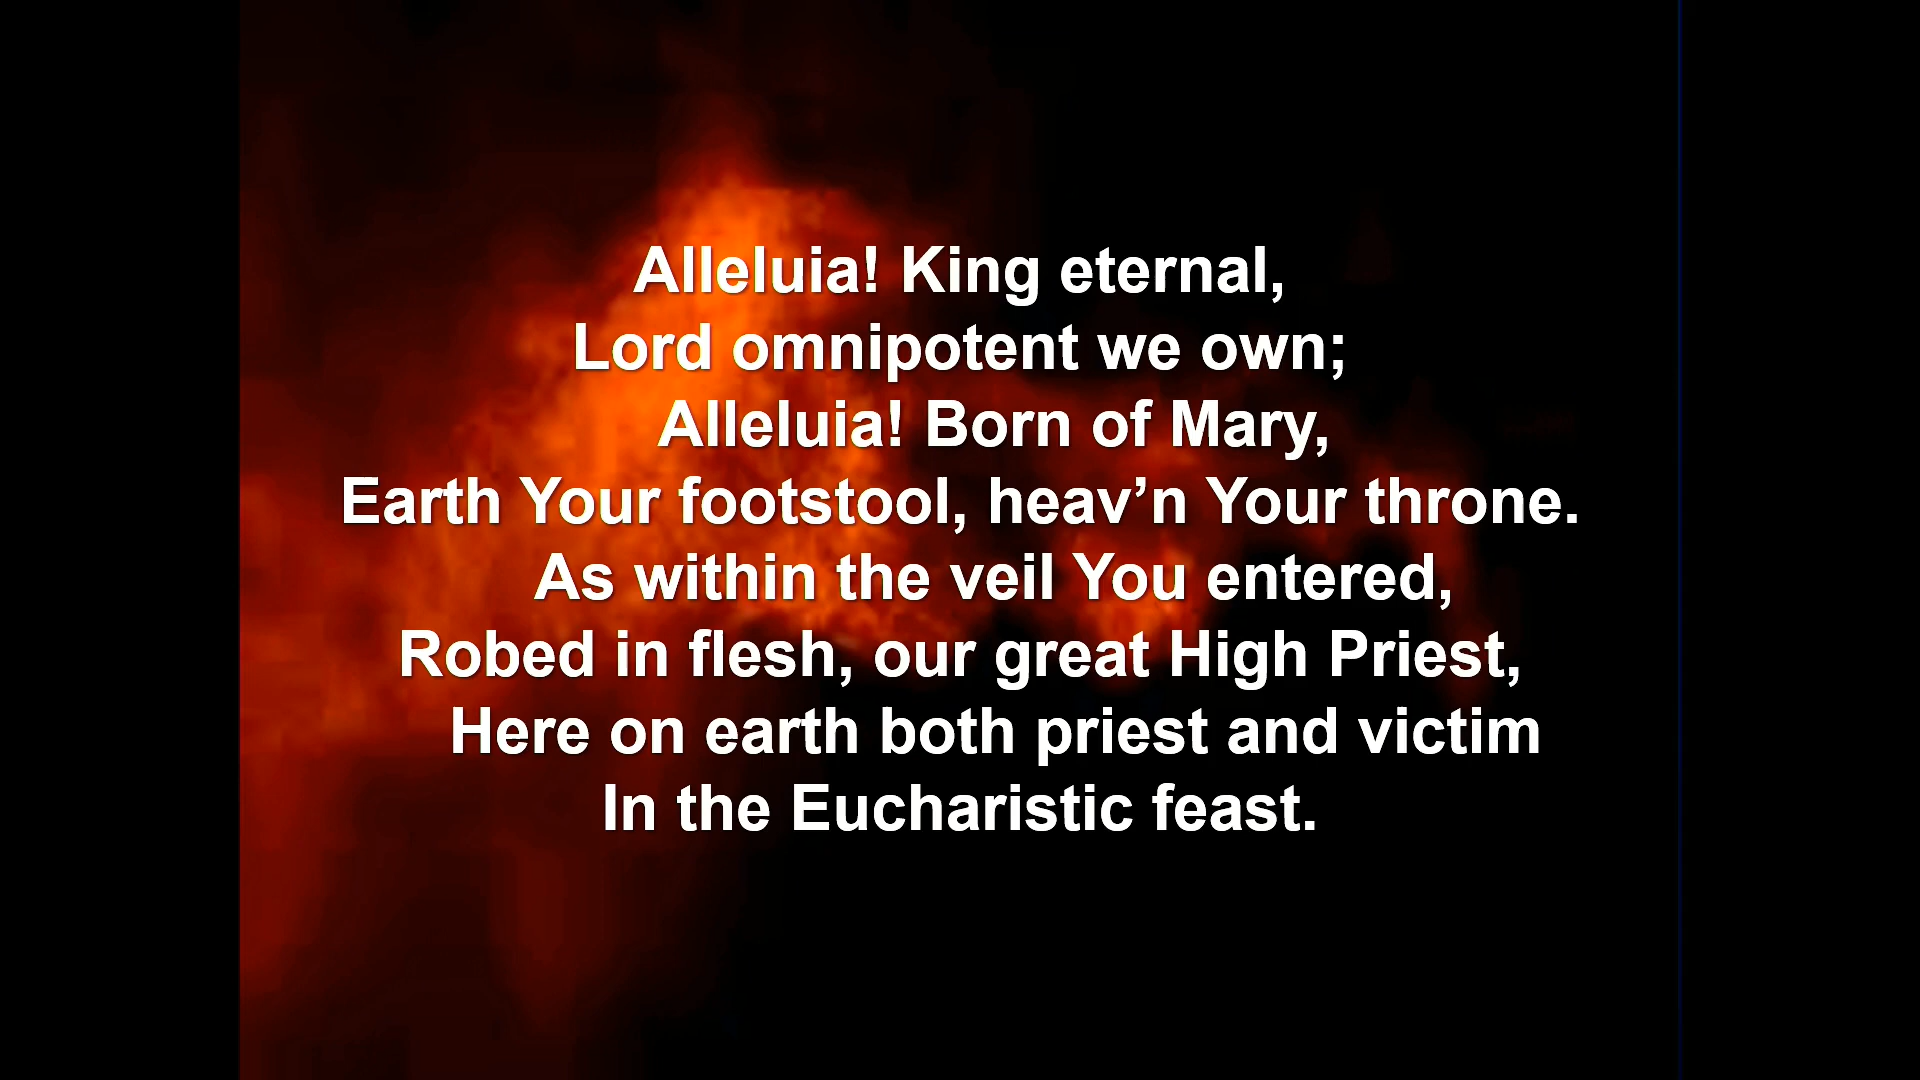 Alleluia! King eternal,
Lord omnipotent we own;
Alleluia! Born of Mary,
Earth Your footstool, heav’n Your throne.
As within the veil You entered,
Robed in flesh, our great High Priest,
Here on earth both priest and victim
In the Eucharistic feast.